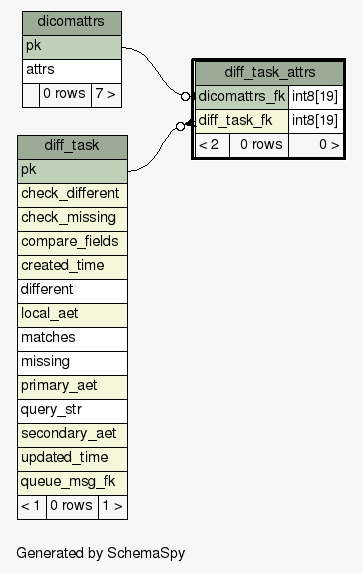 dicomattrs
pk
attrs
0 rows 7 >
diff_task_attrs
dicomattrs_fk int8[19]
diff_task_fk int8[19]
< 2 0 rows 0 >
diff_task
pk
check_different
check_missing
compare_fields
created_time
different
local_aet
matches
missing
primary_aet
query_str
secondary_aet
updated_time
queue_msg_fk
< 1 0 rows 1 >
Generated by SchemaSpy